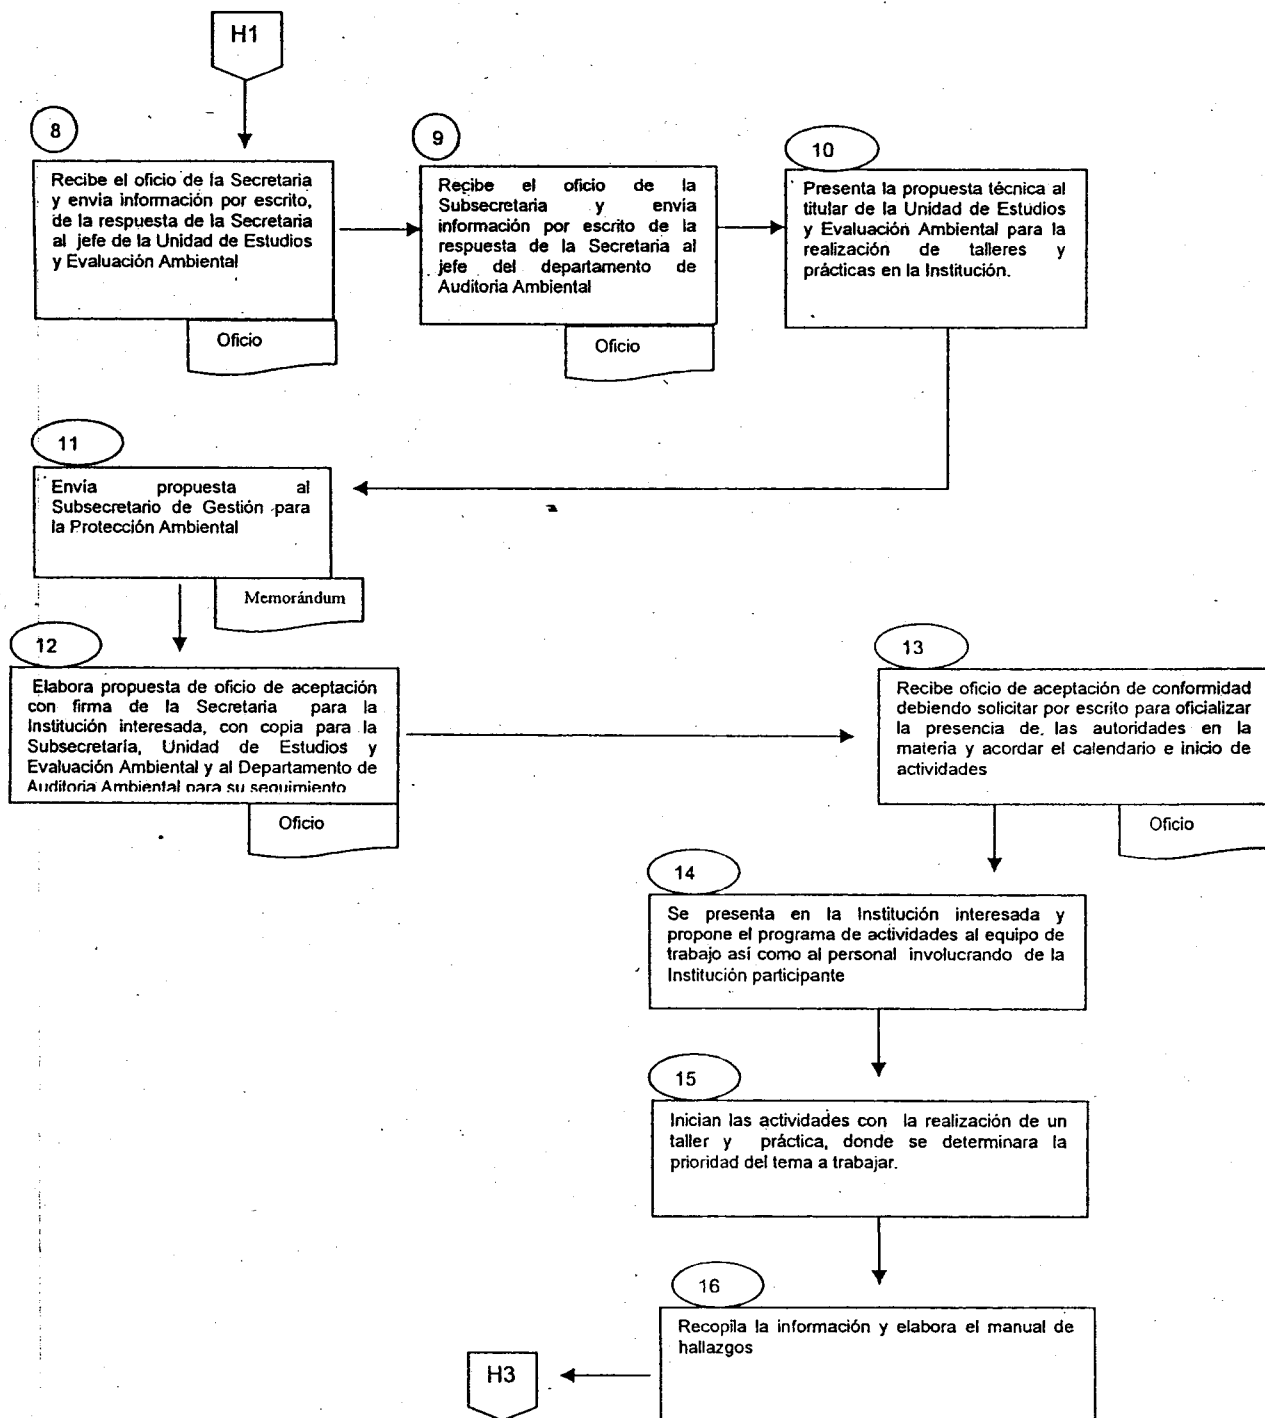 H1
8
Recibe el oficio de la Secretaria
y envia información por escrito,
de la respuesta de la Secretaria
al jefe de la Unidad de Estudios
y Evaluación Ambiental
Oficio
9
Recibe el oficio de la
Subsecretaria y envia
información por escrito de la
respuesta de la Secretaria al
jefe del departamento de
Auditoria Ambiental
Oficio
10
Presenta la propuesta técnica al
titular de la Unidad de Estudios
y Evaluación Ambiental para la
realización de talleres y
prácticas en la Institución.
11
Envía propuesta al
Subsecretario de Gestión para
la Protección Ambiental
Memorándum
12
Elabora propuesta de oficio de aceptación
con firma de la Secretaria para la
Institución interesada, con copia para la
Subsecretaría, Unidad de Estudios y
Evaluación Ambiental y al Departamento de
Auditoria Ambiental para su seguimiento
Oficio
13
Recibe oficio de aceptación de conformidad
debiendo solicitar por escrito para oficializar
la presencia de las autoridades en la
materia y acordar el calendario e inicio de
actividades
Oficio
14
Se presenta en la Institución interesada y
propone el programa de actividades al equipo de
trabajo así como al personal involucrando de la
Institución participante
15
Inician las actividades con la realización de un
taller y práctica, donde se determinara la
prioridad del tema a trabajar.
16
Recopila la información y elabora el manual de
hallazgos
H3